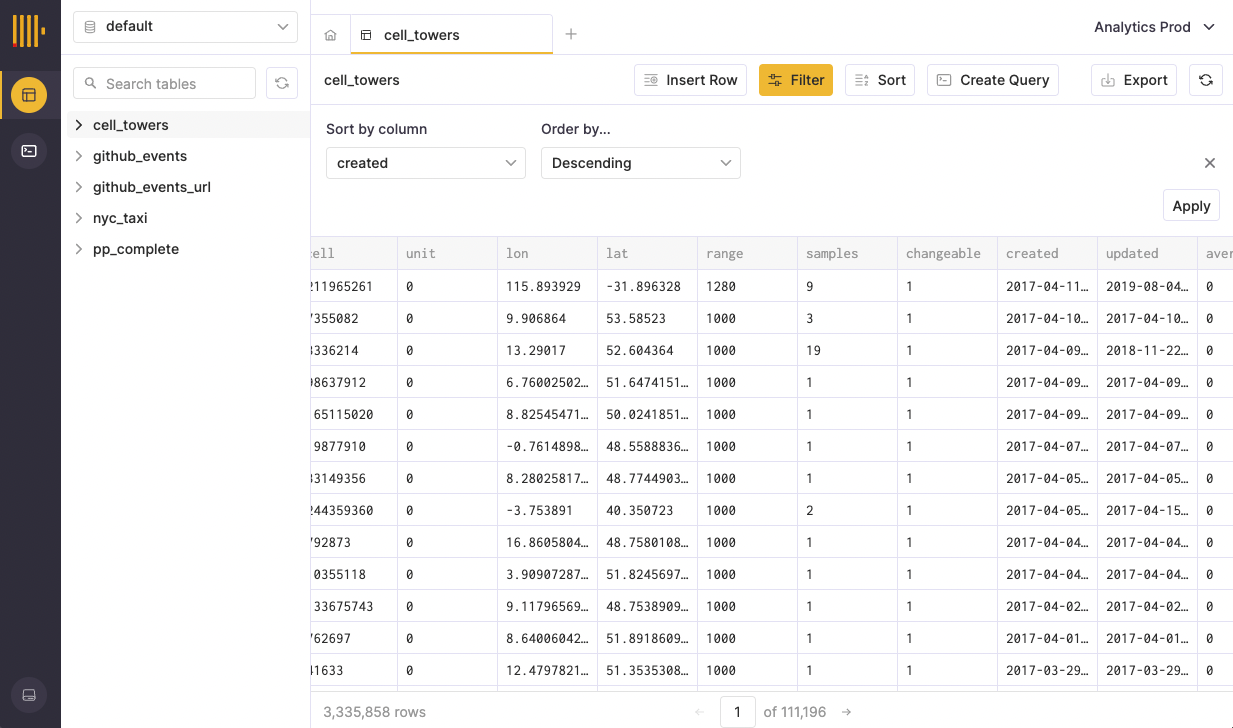 default
cell_towers
Analytics Prod
Search tables
cell_towers
Insert Row
Filter
Sort
Create Query
Export
cell_towers
github_events
github_events_url
nyc_taxi
pp_complete
Sort by column
Order by...
created
Descending
Apply
cell unit lon lat range samples changeable created updated aver
211965261 0 115.893929 -31.896328 1280 9 1 2017-04-11… 2019-08-04… 0
7355082 0 9.906864 53.58523 1000 3 1 2017-04-10… 2017-04-10… 0
3336214 0 13.29017 52.604364 1000 19 1 2017-04-09… 2018-11-22… 0
98637912 0 6.76002502… 51.6474151… 1000 1 1 2017-04-09… 2017-04-09… 0
65115020 0 8.82545471… 50.0241851… 1000 1 1 2017-04-09… 2017-04-09… 0
9877910 0 -0.7614898… 48.5588836… 1000 1 1 2017-04-07… 2017-04-07… 0
33149356 0 8.28025817… 48.7744903… 1000 1 1 2017-04-05… 2017-04-05… 0
244359360 0 -3.753891 40.350723 1000 2 1 2017-04-05… 2017-04-15… 0
792873 0 16.8605804… 48.7580108… 1000 1 1 2017-04-04… 2017-04-04… 0
0355118 0 3.90907287… 51.8245697… 1000 1 1 2017-04-04… 2017-04-04… 0
33675743 0 9.11796569… 48.7538909… 1000 1 1 2017-04-02… 2017-04-02… 0
762697 0 8.64006042… 51.8918609… 1000 1 1 2017-04-01… 2017-04-01… 0
41633 0 12.4797821… 51.3535308… 1000 1 1 2017-03-29… 2017-03-29… 0
3,335,858 rows
1 of 111,196